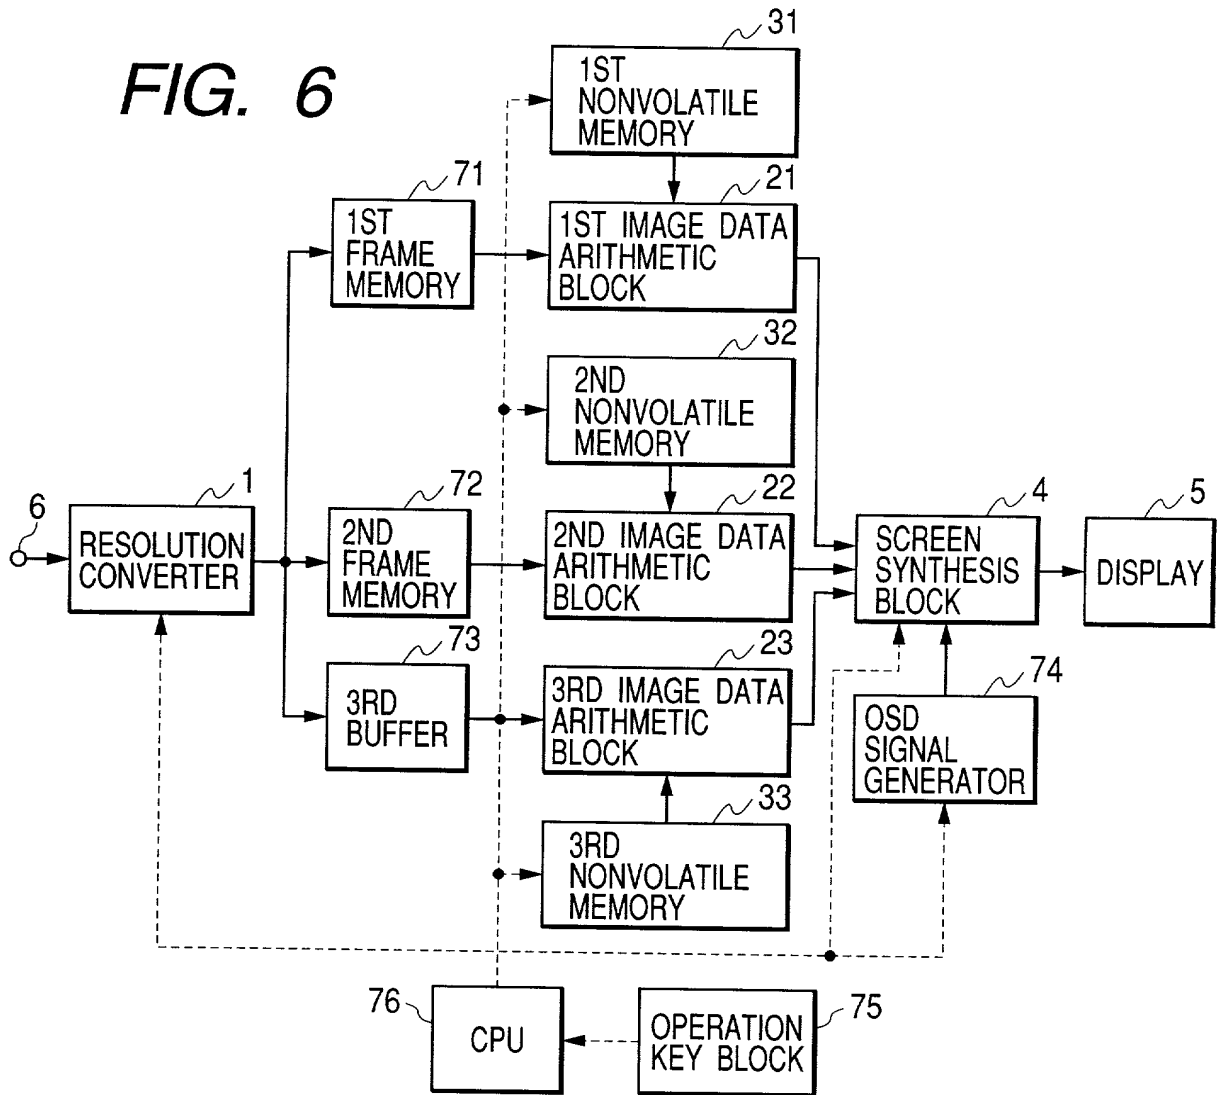 FIG. 6
31
1ST
NONVOLATILE
MEMORY
71
1ST
FRAME
MEMORY
21
1ST IMAGE DATA
ARITHMETIC
BLOCK
32
2ND
NONVOLATILE
MEMORY
6
1
RESOLUTION
CONVERTER
72
2ND
FRAME
MEMORY
22
2ND IMAGE DATA
ARITHMETIC
BLOCK
4
SCREEN
SYNTHESIS
BLOCK
5
DISPLAY
73
3RD
BUFFER
23
3RD IMAGE DATA
ARITHMETIC
BLOCK
74
OSD
SIGNAL
GENERATOR
33
3RD
NONVOLATILE
MEMORY
76
CPU
75
OPERATION
KEY BLOCK